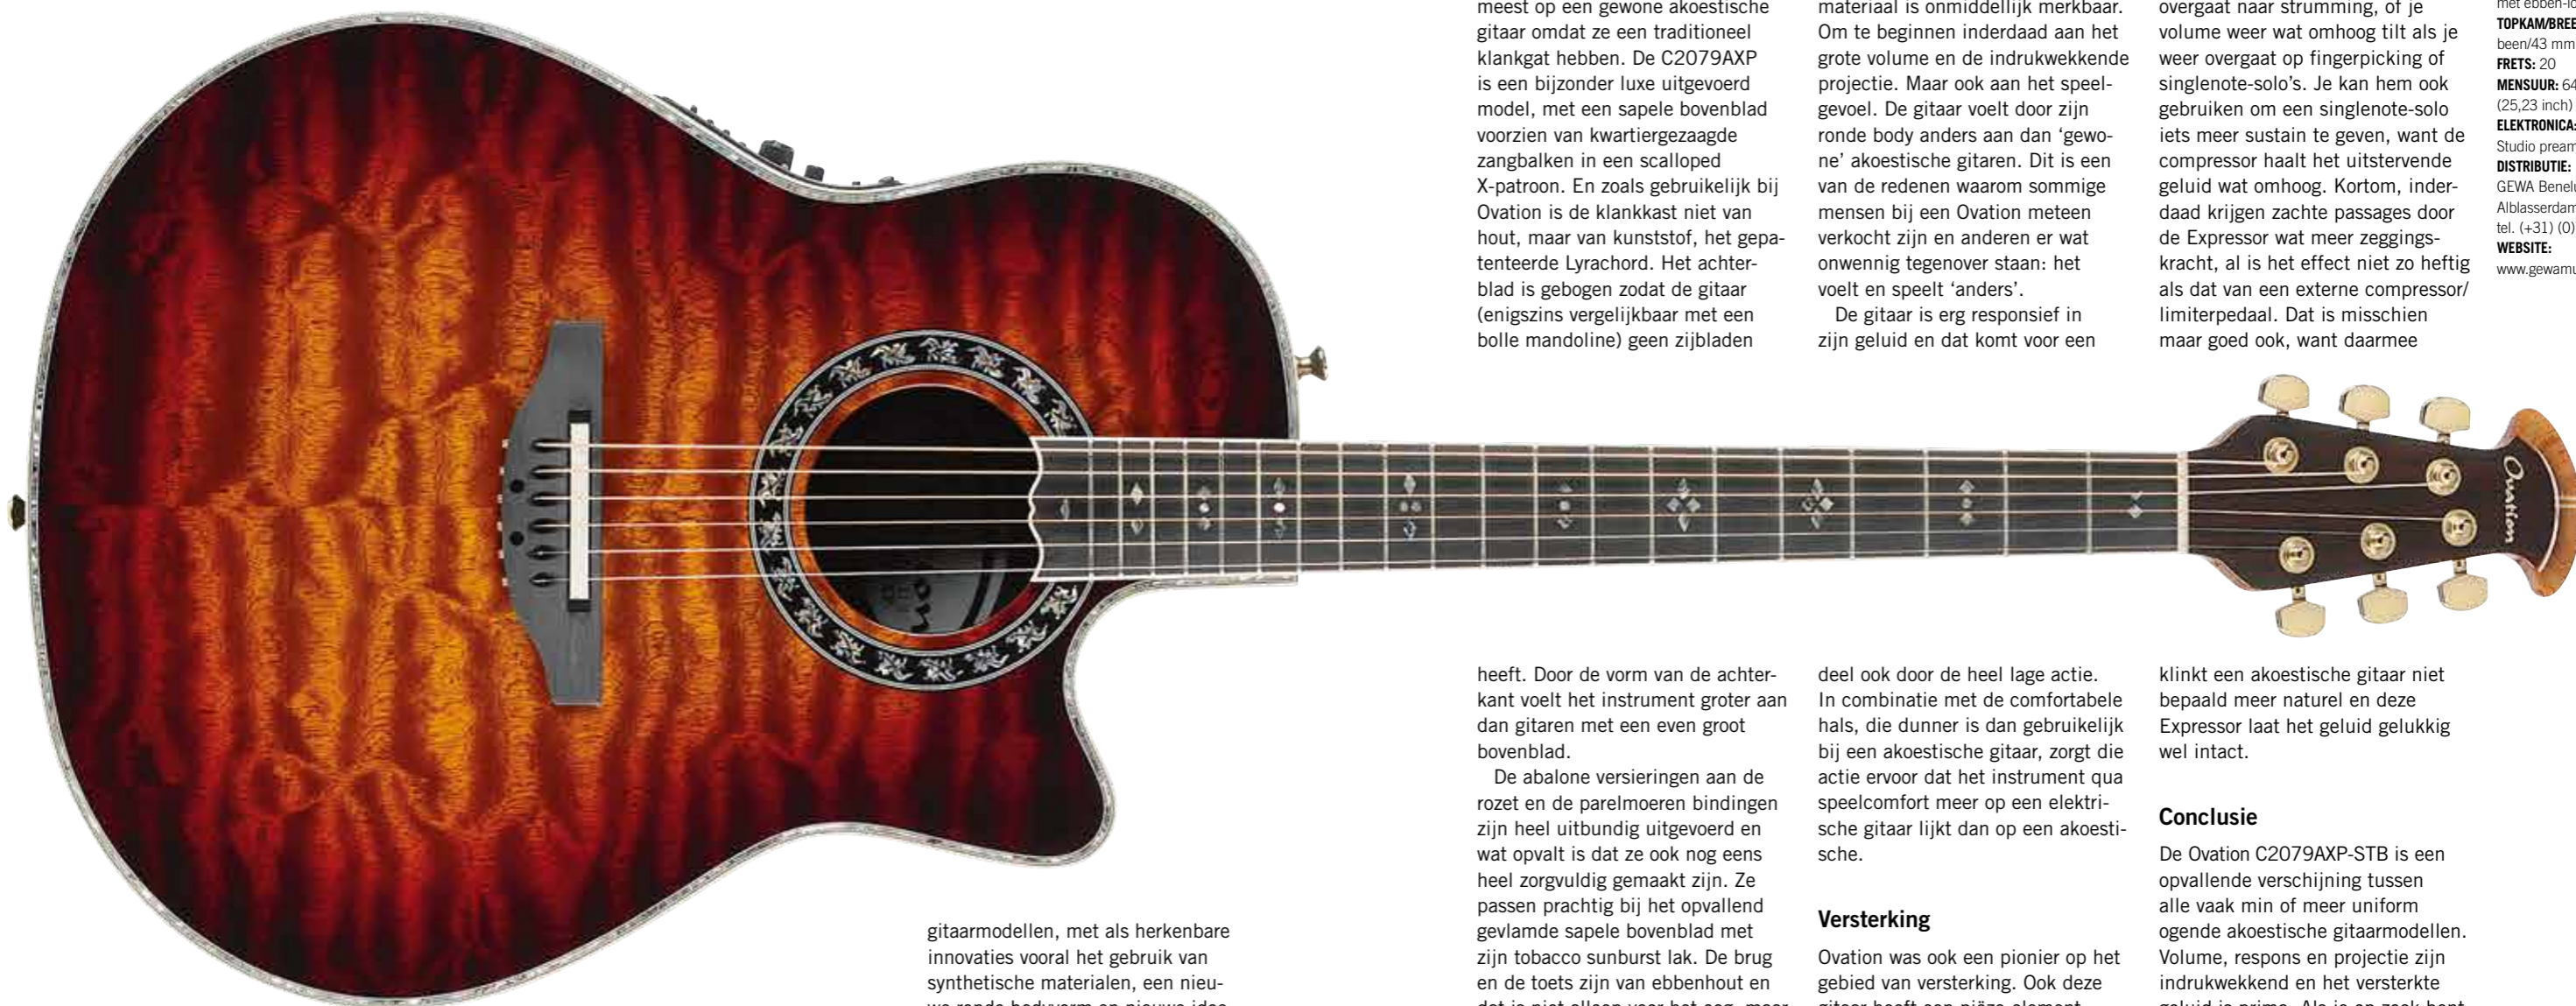 gitaarmodellen, met als herkenbare
innovaties vooral het gebruik van
synthetische materialen, een nieu-
meest op een gewone akoestische
gitaar omdat ze een traditioneel
klankgat hebben. De C2079AXP
is een bijzonder luxe uitgevoerd
model, met een sapele bovenblad
voorzien van kwartiergezaagde
zangbalken in een scalloped
X-patroon. En zoals gebruikelijk bij
Ovation is de klankkast niet van
hout, maar van kunststof, het gepa-
tenteerde Lyrachord. Het achter-
blad is gebogen zodat de gitaar
(enigszins vergelijkbaar met een
bolle mandoline) geen zijbladen
heeft. Door de vorm van de achter-
kant voelt het instrument groter aan
dan gitaren met een even groot
bovenblad.
De abalone versieringen aan de
rozet en de parelmoeren bindingen
zijn heel uitbundig uitgevoerd en
wat opvalt is dat ze ook nog eens
heel zorgvuldig gemaakt zijn. Ze
passen prachtig bij het opvallend
gevlamde sapele bovenblad met
zijn tobacco sunburst lak. De brug
en de toets zijn van ebbenhout en
dat is niet alleen voor het oog, maar
materiaal is onmiddellijk merkbaar.
Om te beginnen inderdaad aan het
grote volume en de indrukwekkende
projectie. Maar ook aan het speel-
gevoel. De gitaar voelt door zijn
ronde body anders aan dan ‘gewo-
ne’ akoestische gitaren. Dit is een
van de redenen waarom sommige
mensen bij een Ovation meteen
verkocht zijn en anderen er wat
onwennig tegenover staan: het
voelt en speelt ‘anders’.
De gitaar is erg responsief in
zijn geluid en dat komt voor een
deel ook door de heel lage actie.
In combinatie met de comfortabele
hals, die dunner is dan gebruikelijk
bij een akoestische gitaar, zorgt die
actie ervoor dat het instrument qua
speelcomfort meer op een elektri-
sche gitaar lijkt dan op een akoesti-
sche.
Versterking
Ovation was ook een pionier op het
gebied van versterking. Ook deze
gitaar heeft een piëzo element
overgaat naar strumming, of je
volume weer wat omhoog tilt als je
weer overgaat op fingerpicking of
singlenote-solo’s. Je kan hem ook
gebruiken om een singlenote-solo
iets meer sustain te geven, want de
compressor haalt het uitstervende
geluid wat omhoog. Kortom, inder-
daad krijgen zachte passages door
de Expressor wat meer zeggings-
kracht, al is het effect niet zo heftig
als dat van een externe compressor/
limiterpedaal. Dat is misschien
maar goed ook, want daarmee
klinkt een akoestische gitaar niet
bepaald meer naturel en deze
Expressor laat het geluid gelukkig
wel intact.
Conclusie
De Ovation C2079AXP-STB is een
opvallende verschijning tussen
alle vaak min of meer uniform
ogende akoestische gitaarmodellen.
Volume, respons en projectie zijn
indrukwekkend en het versterkte
geluid is prima. Als je op zoek bent
met
TOPKAM/BREE
been/43 mm
FRETS: 20
MENSUUR: 64
(25,23 inch)
ELEKTRONICA:
Studio pream
DISTRIBUTIE:
GEWA Benelu
Alblasserdam
tel. (+31) (0)
WEBSITE:
www.gewamu
Ovation